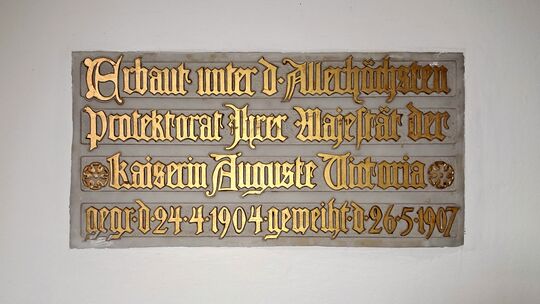 Erbaut unter d · Allerhöchsten
Protektorat · Ihrer · Majestät der
Kaiserin Auguste Victoria
gegr · d · 24 · 4 · 1904 geweiht · d · 26 · 5 · 1907